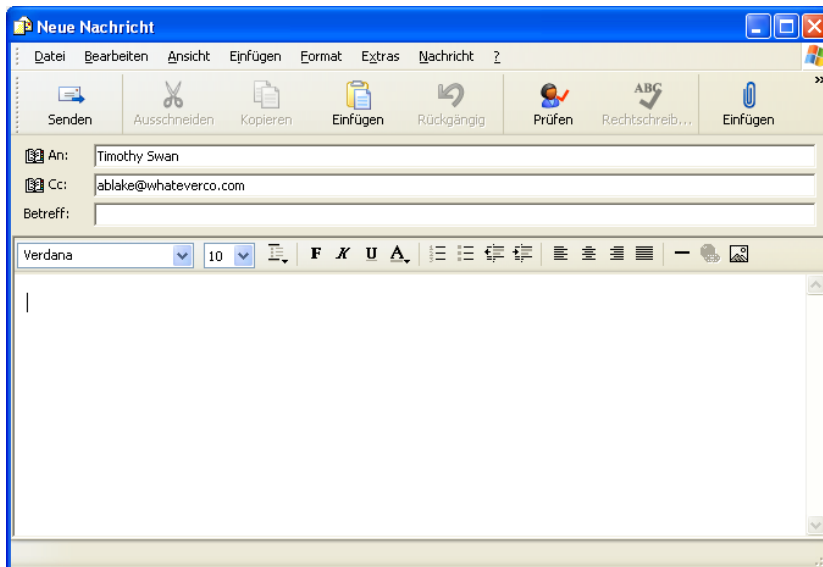 Neue Nachricht
Datei Bearbeiten Ansicht Einfügen Format Extras Nachricht ?
Senden Ausschneiden Kopieren Einfügen Rückgängig Prüfen Rechtschreib... Einfügen
An: Timothy Swan
Cc: ablake@whateverco.com
Betreff:
Verdana 10 F K U A